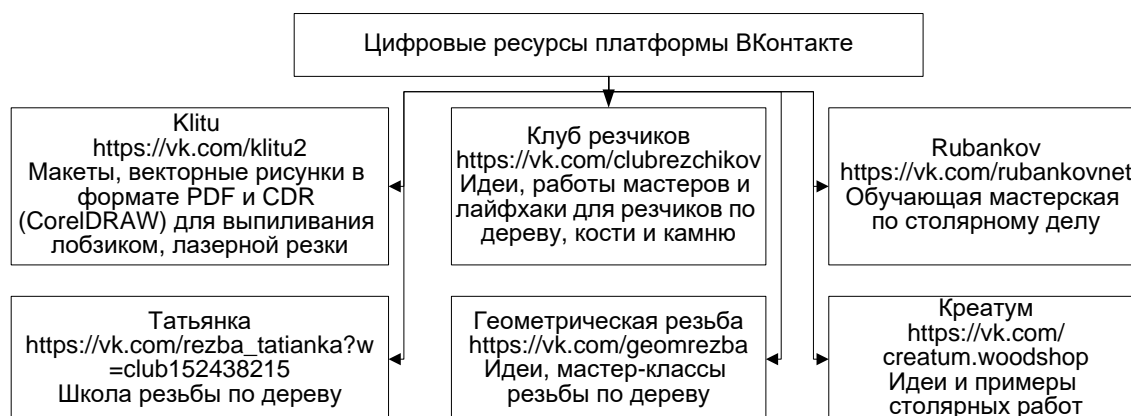 Цифровые ресурсы платформы ВКонтакте
Klitu
https://vk.com/klitu2
Макеты, векторные рисунки в
формате PDF и CDR
(CorelDRAW) для выпиливания
лобзиком, лазерной резки
Клуб резчиков
https://vk.com/clubrezchikov
Идеи, работы мастеров и
лайфхаки для резчиков по
дереву, кости и камню
Rubankov
https://vk.com/rubankovnet
Обучающая мастерская
по столярному делу
Татьянка
https://vk.com/rezba_tatianka?w
=club152438215
Школа резьбы по дереву
Геометрическая резьба
https://vk.com/geomrezba
Идеи, мастер-классы
резьбы по дереву
Креатум
https://vk.com/
creatum.woodshop
Идеи и примеры
столярных работ